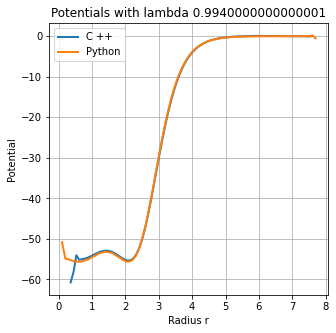 Potentials with lambda 0.9940000000000001
C ++
Python
0
−10
−20
−30
−40
−50
−60
Potential
0 1 2 3 4 5 6 7 8
Radius r